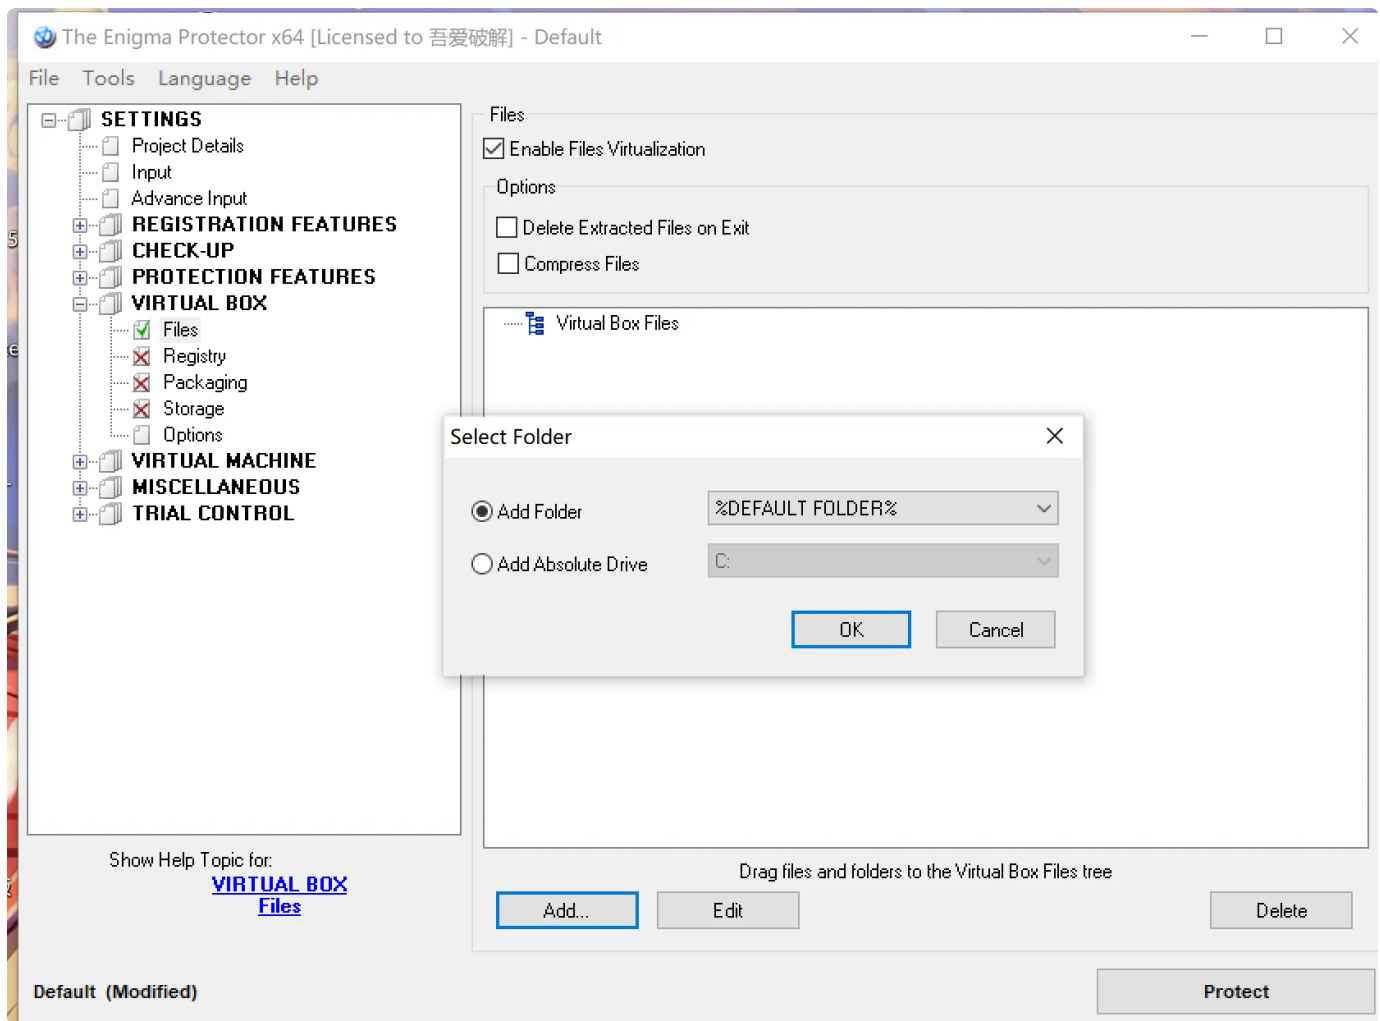 The Enigma Protector x64 [Licensed to 吾爱破解] - Default
File Tools Language Help
SETTINGS
Project Details
Input
Advance Input
REGISTRATION FEATURES
CHECK-UP
PROTECTION FEATURES
VIRTUAL BOX
Files
Registry
Packaging
Storage
Options
VIRTUAL MACHINE
MISCELLANEOUS
TRIAL CONTROL
Show Help Topic for:
VIRTUAL BOX
Files
Files
Enable Files Virtualization
Options
Delete Extracted Files on Exit
Compress Files
Virtual Box Files
Select Folder
Add Folder %DEFAULT FOLDER%
Add Absolute Drive C:
OK Cancel
Drag files and folders to the Virtual Box Files tree
Add... Edit Delete
Default (Modified)
Protect